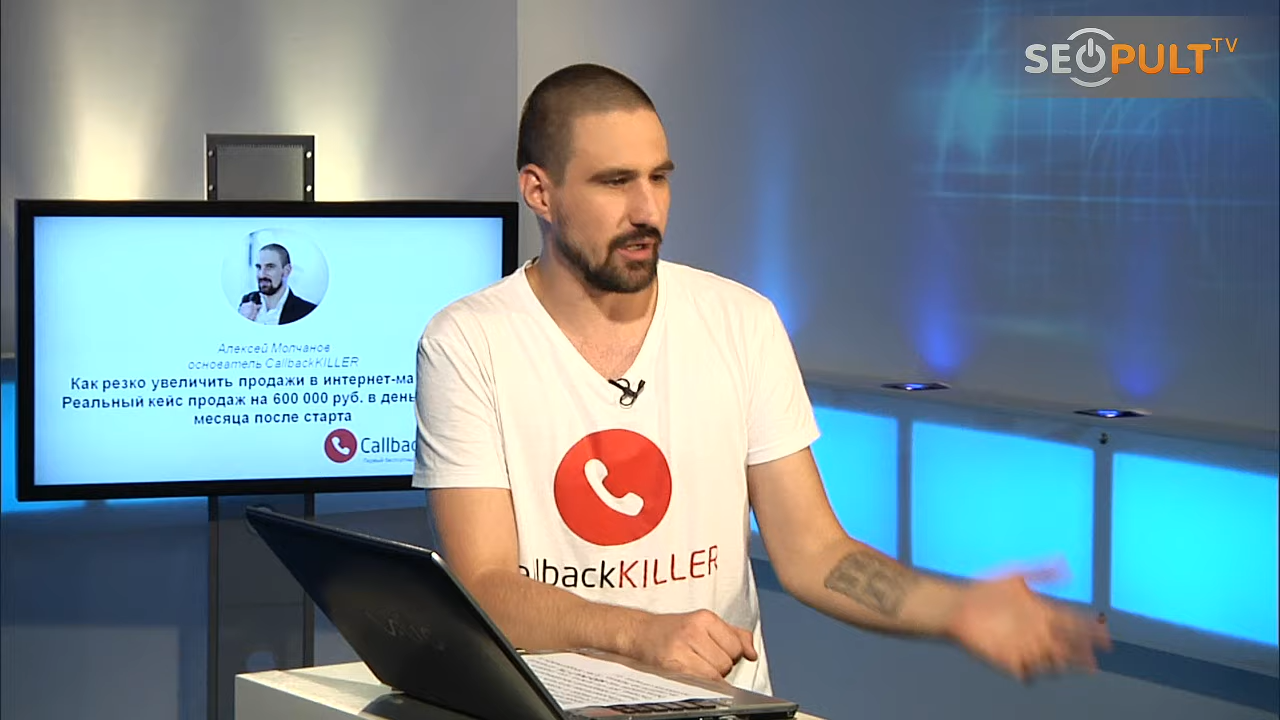 SEOPULT TV
Алексей Молчанов
основатель CallbackKILLER
Как резко увеличить продажи в интернет-ма
Реальный кейс продаж на 600 000 руб. в день
месяца после старта
Callbac
allbackKILLER